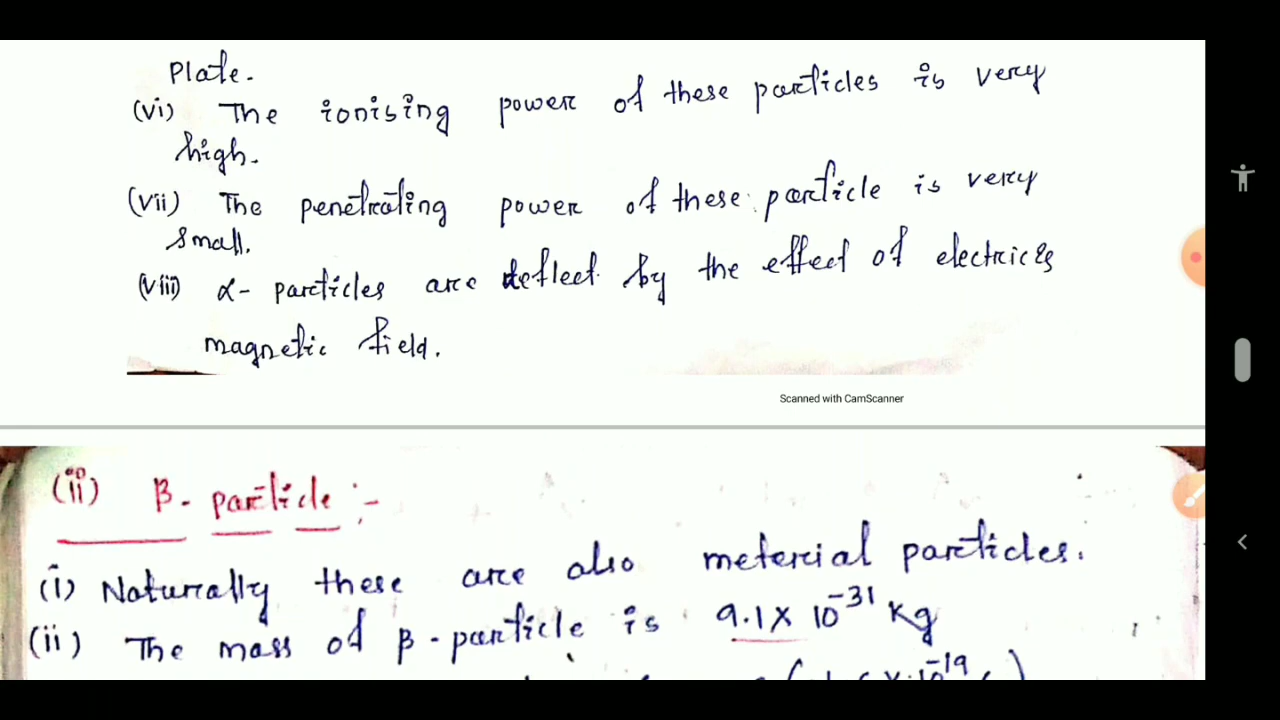 Plate.
(vi) The ionising power of these particles is very
high.
(vii) The penetrating power of these particle is very
small.
(viii) α- particles are deflect by the effect of electric &
magnetic field.
Scanned with CamScanner
(ii) β- particle :-
(i) Naturally these are also meterial particles.
(ii) The mass of β-particle is 9.1 X 10⁻³¹ Kg